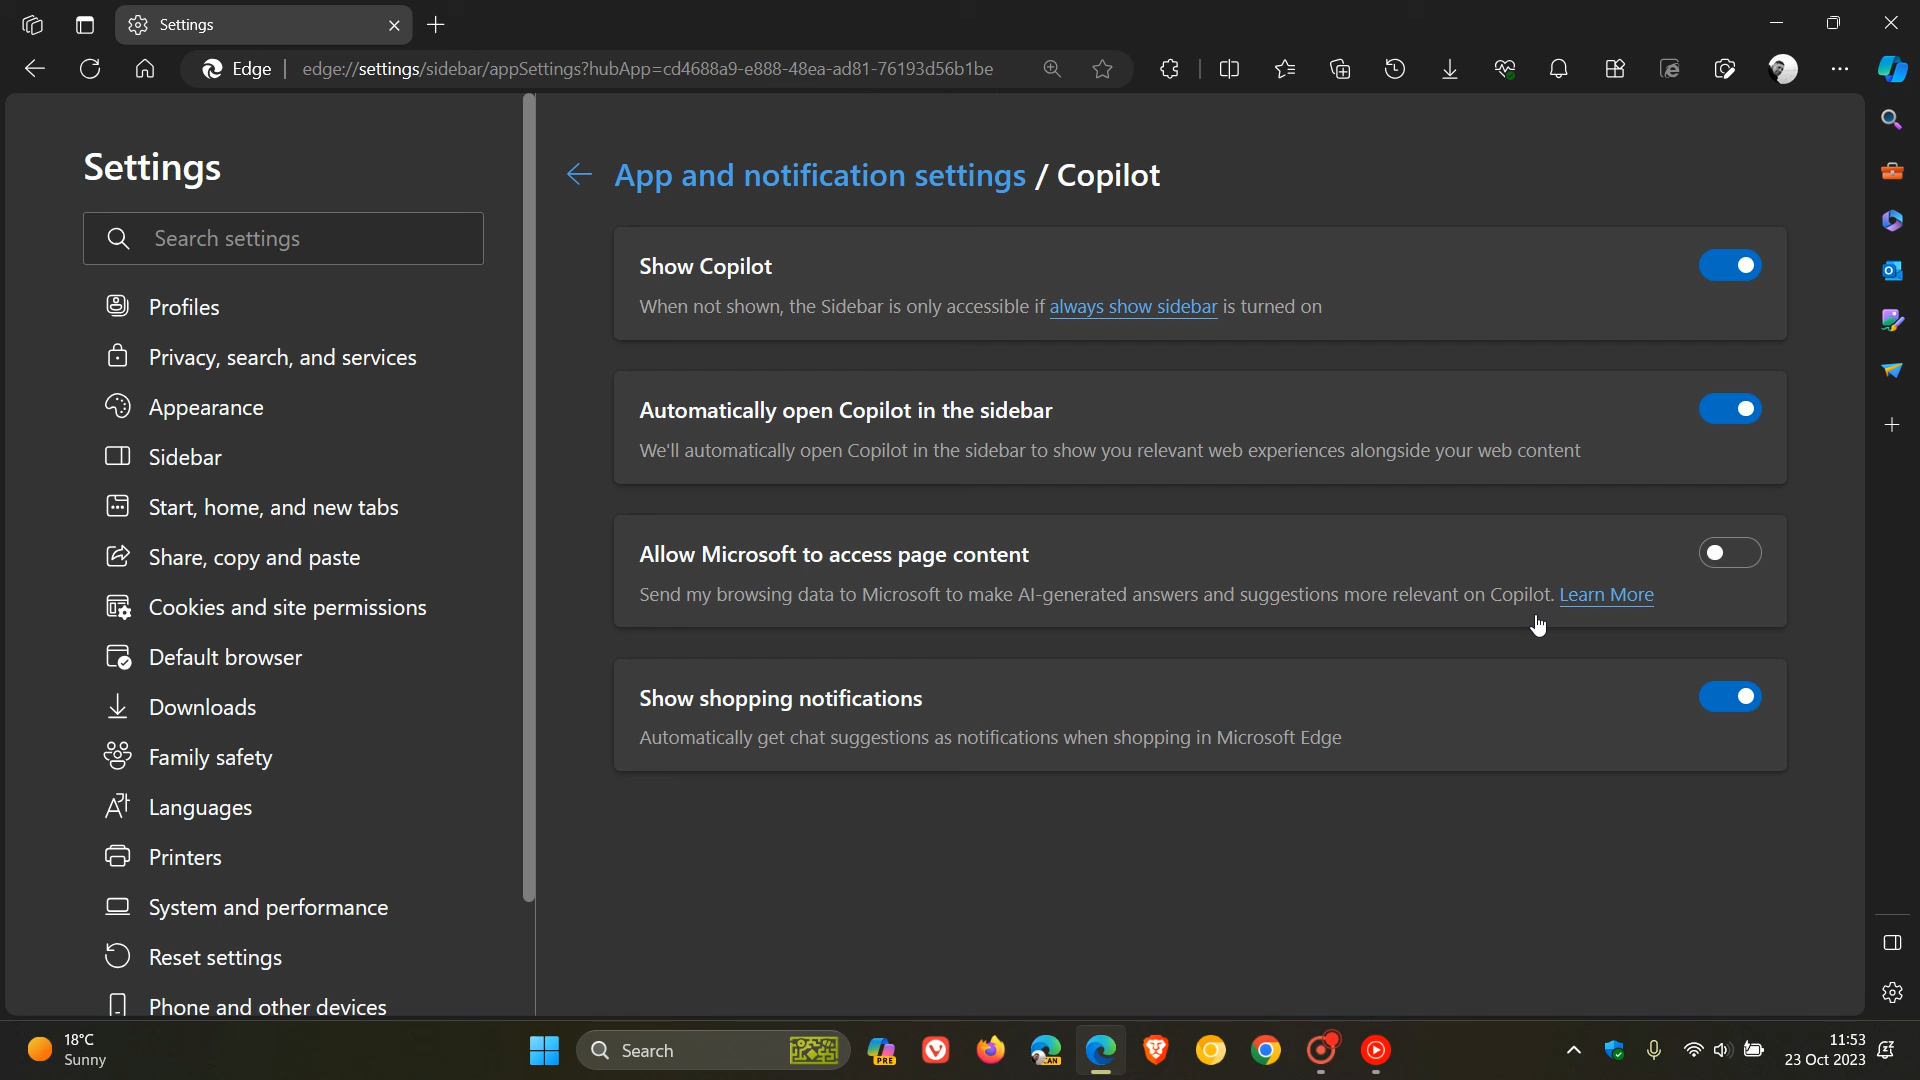 Settings
Edge
edge://settings/sidebar/appSettings?hubApp=cd4688a9-e888-48ea-ad81-76193d56b1be
Settings
Search settings
Profiles
Privacy, search, and services
Appearance
Sidebar
Start, home, and new tabs
Share, copy and paste
Cookies and site permissions
Default browser
Downloads
Family safety
Languages
Printers
System and performance
Reset settings
Phone and other devices
App and notification settings / Copilot
Show Copilot
When not shown, the Sidebar is only accessible if always show sidebar is turned on
Automatically open Copilot in the sidebar
We'll automatically open Copilot in the sidebar to show you relevant web experiences alongside your web content
Allow Microsoft to access page content
Send my browsing data to Microsoft to make AI-generated answers and suggestions more relevant on Copilot. Learn More
Show shopping notifications
Automatically get chat suggestions as notifications when shopping in Microsoft Edge
18°C
Sunny
Search
PRE
CAN
11:53
23 Oct 2023